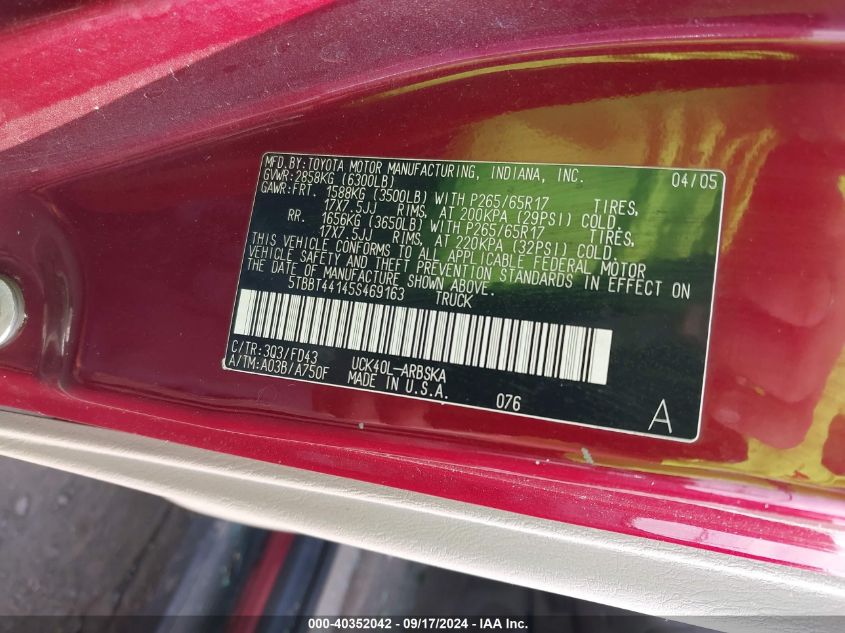 MFD.BY:TOYOTA MOTOR MANUFACTURING, INDIANA, INC. 04/05
GVWR:2858KG (6300LB)
GAWR:FRT. 1588KG (3500LB) WITH P265/65R17 TIRES,
17X7.5JJ RIMS, AT 200KPA (29PSI) COLD.
RR. 1656KG (3650LB) WITH P265/65R17 TIRES,
17X7.5JJ RIMS, AT 220KPA (32PSI) COLD.
THIS VEHICLE CONFORMS TO ALL APPLICABLE FEDERAL MOTOR
VEHICLE SAFETY AND THEFT PREVENTION STANDARDS IN EFFECT ON
THE DATE OF MANUFACTURE SHOWN ABOVE.
5TBBT44145S469163 TRUCK
C/TR:3Q3/FD43 UCK40L-ARBSKA
A/TM:A03B/A750F MADE IN U.S.A. 076 A
000-40352042 - 09/17/2024 - IAA Inc.